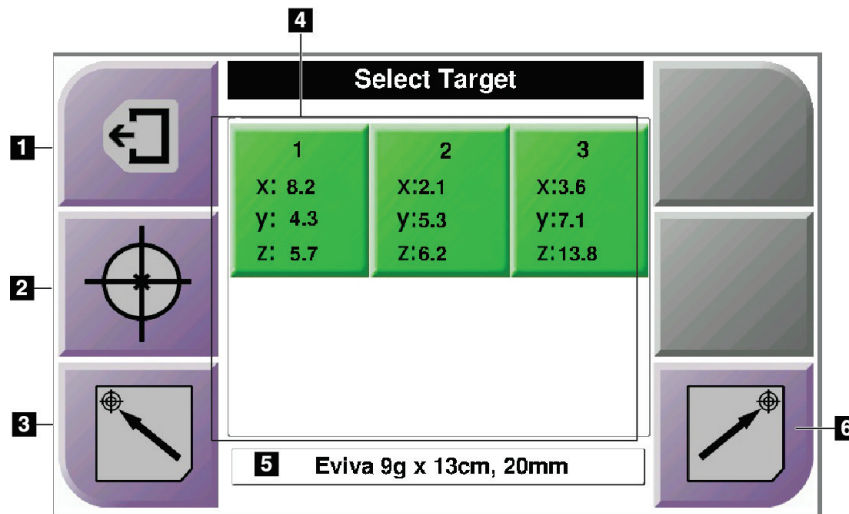 4
Select Target
1
2
3
5
6
1
x: 8.2
y: 4.3
z: 5.7
2
x:2.1
y:5.3
z:6.2
3
x:3.6
y:7.1
z:13.8
Eviva 9g x 13cm, 20mm